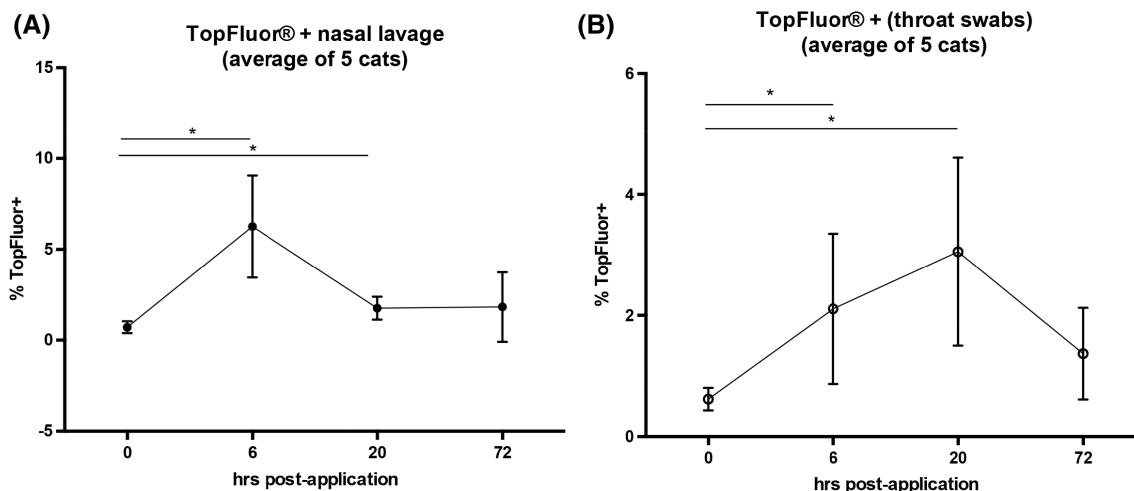 (A)
TopFluor® + nasal lavage
(average of 5 cats)
15
10
5
0
-5
% TopFluor+
*
*
0 6 20 72
hrs post-application
(B)
TopFluor® + (throat swabs)
(average of 5 cats)
6
4
2
0
% TopFluor+
*
*
0 6 20 72
hrs post-application